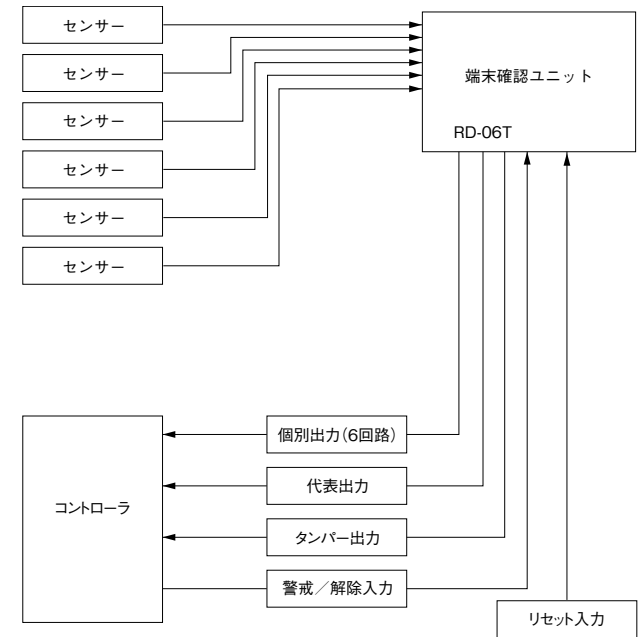 センサー
センサー
センサー
センサー
センサー
センサー
端末確認ユニット
RD-06T
コントローラ
個別出力（6回路）
代表出力
タンパー出力
警戒／解除入力
リセット入力